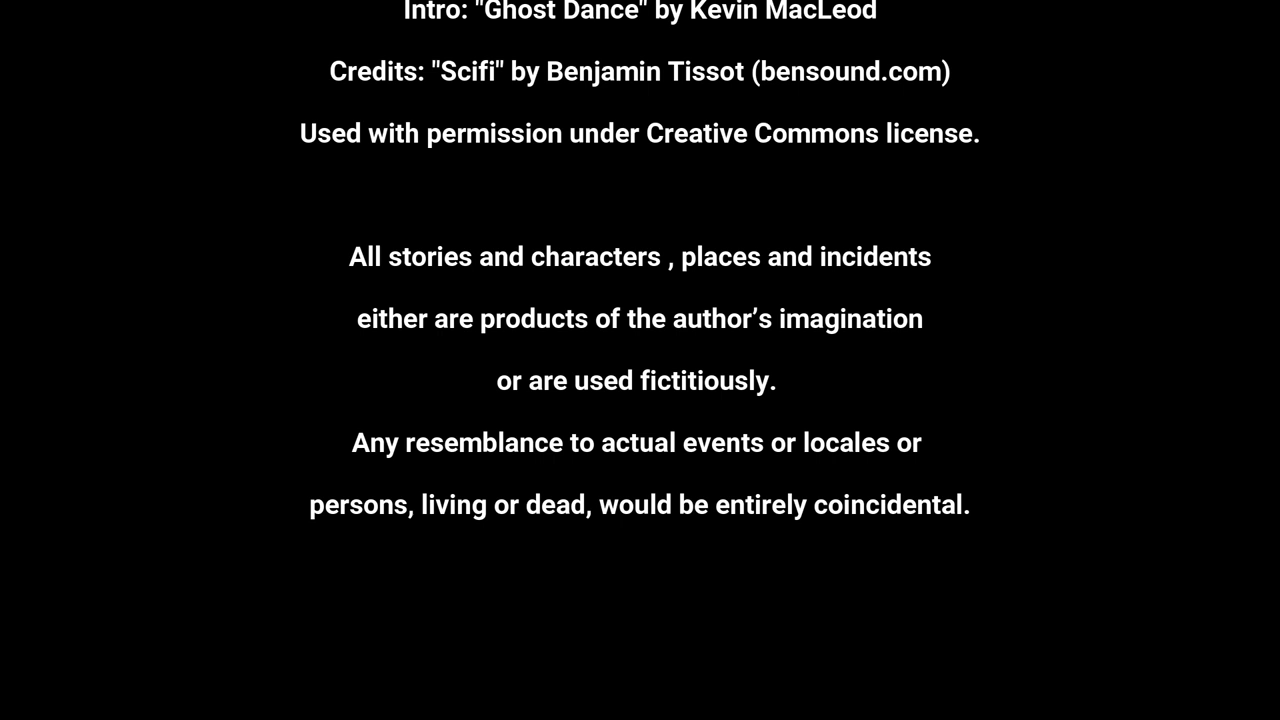 Intro: "Ghost Dance" by Kevin MacLeod
Credits: "Scifi" by Benjamin Tissot (bensound.com)
Used with permission under Creative Commons license.
All stories and characters , places and incidents
either are products of the author’s imagination
or are used fictitiously.
Any resemblance to actual events or locales or
persons, living or dead, would be entirely coincidental.